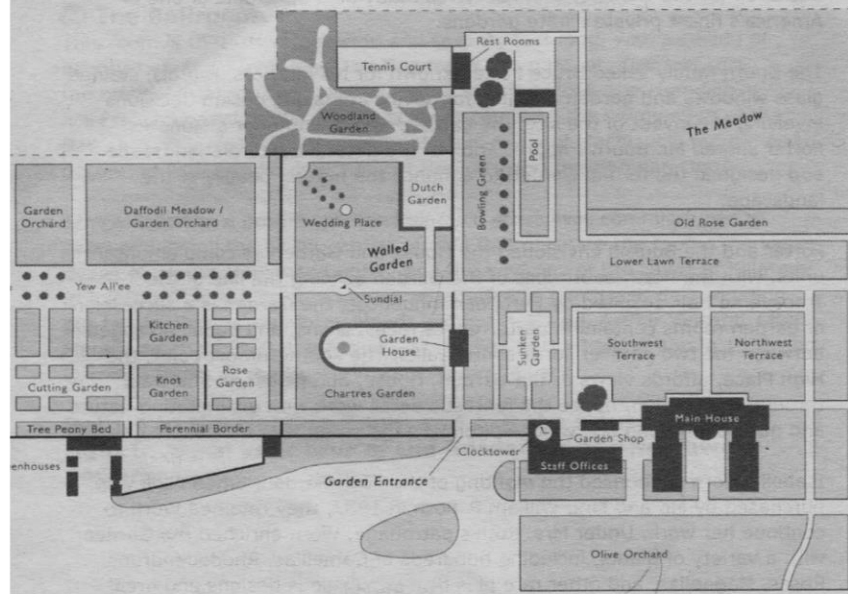 Rest Rooms
Tennis Court
Woodland
Garden
The Meadow
Pool
Bowling Green
Dutch
Garden
Garden
Orchard
Daffodil Meadow /
Garden Orchard
Wedding Place
Old Rose Garden
Walled
Garden
Lower Lawn Terrace
Yew All'ee
Sundial
Kitchen
Garden
Garden
House
Sunken
Garden
Southwest
Terrace
Northwest
Terrace
Rose
Garden
Cutting Garden
Knot
Garden
Chartres Garden
Main House
Tree Peony Bed
Perennial Border
Clocktower
Garden Shop
enhouses
Garden Entrance
Staff Offices
Olive Orchard